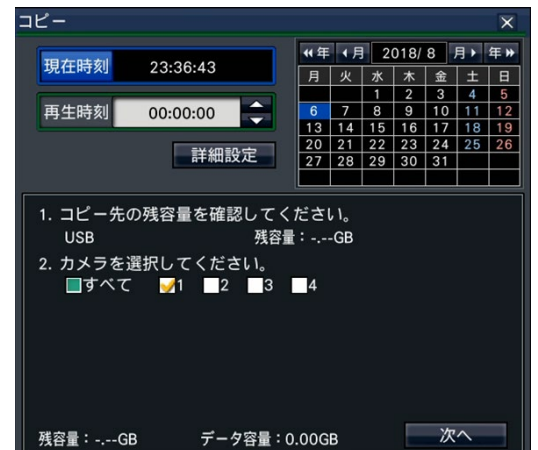 コピー
現在時刻 23:36:43
再生時刻 00:00:00
詳細設定
年 月 2018/ 8 月 年
月 火 水 木 金 土 日
1 2 3 4 5
6 7 8 9 10 11 12
13 14 15 16 17 18 19
20 21 22 23 24 25 26
27 28 29 30 31
1. コピー先の残容量を確認してください。
USB 残容量：-.--GB
2. カメラを選択してください。
すべて 1 2 3 4
残容量：-.--GB データ容量：0.00GB 次へ